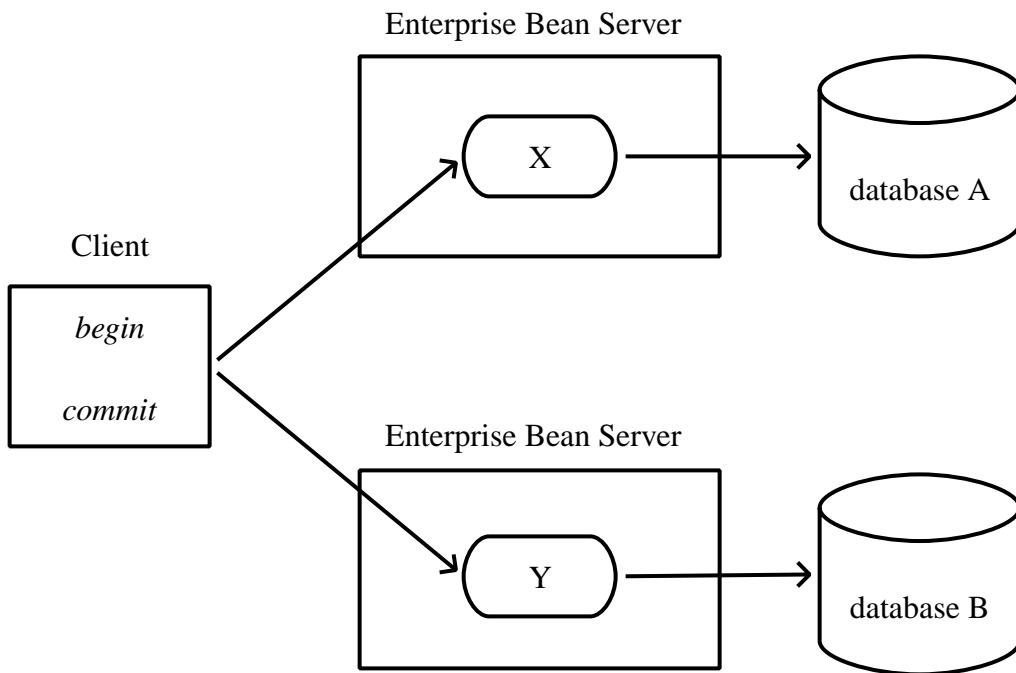 Enterprise Bean Server
X
database A
Client
begin
commit
Enterprise Bean Server
Y
database B